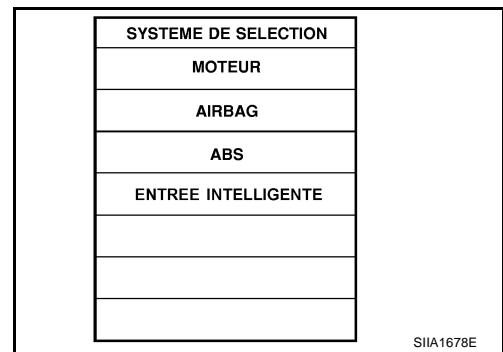 SYSTEME DE SELECTION
MOTEUR
AIRBAG
ABS
ENTREE INTELLIGENTE
SIIA1678E